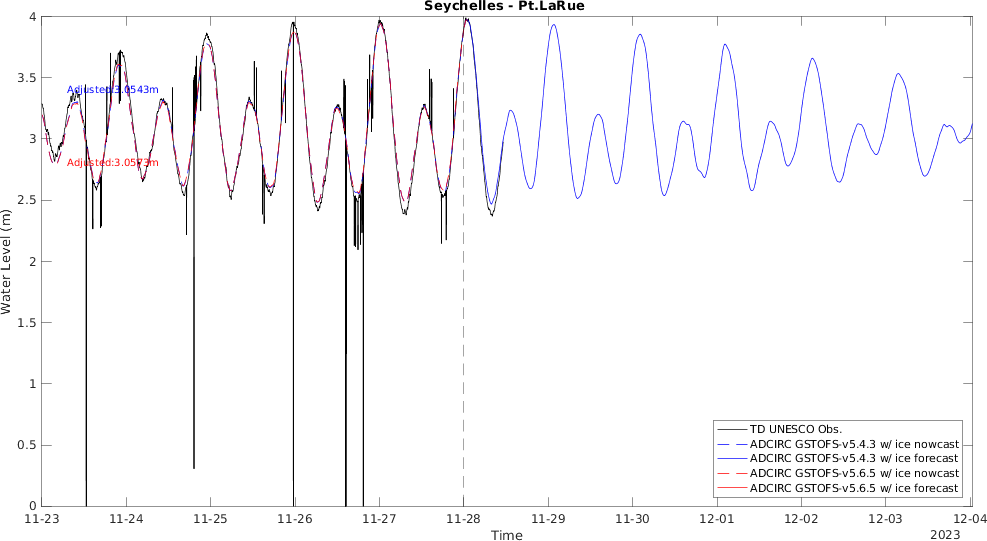 Seychelles - Pt.LaRue
Water Level (m)
4
3.5
3
2.5
2
1.5
1
0.5
0
Adjusted:3.0543m
Adjusted:3.0573m
TD UNESCO Obs.
ADCIRC GSTOFS-v5.4.3 w/ ice nowcast
ADCIRC GSTOFS-v5.4.3 w/ ice forecast
ADCIRC GSTOFS-v5.6.5 w/ ice nowcast
ADCIRC GSTOFS-v5.6.5 w/ ice forecast
11-23 11-24 11-25 11-26 11-27 11-28 11-29 11-30 12-01 12-02 12-03 12-04
Time
2023